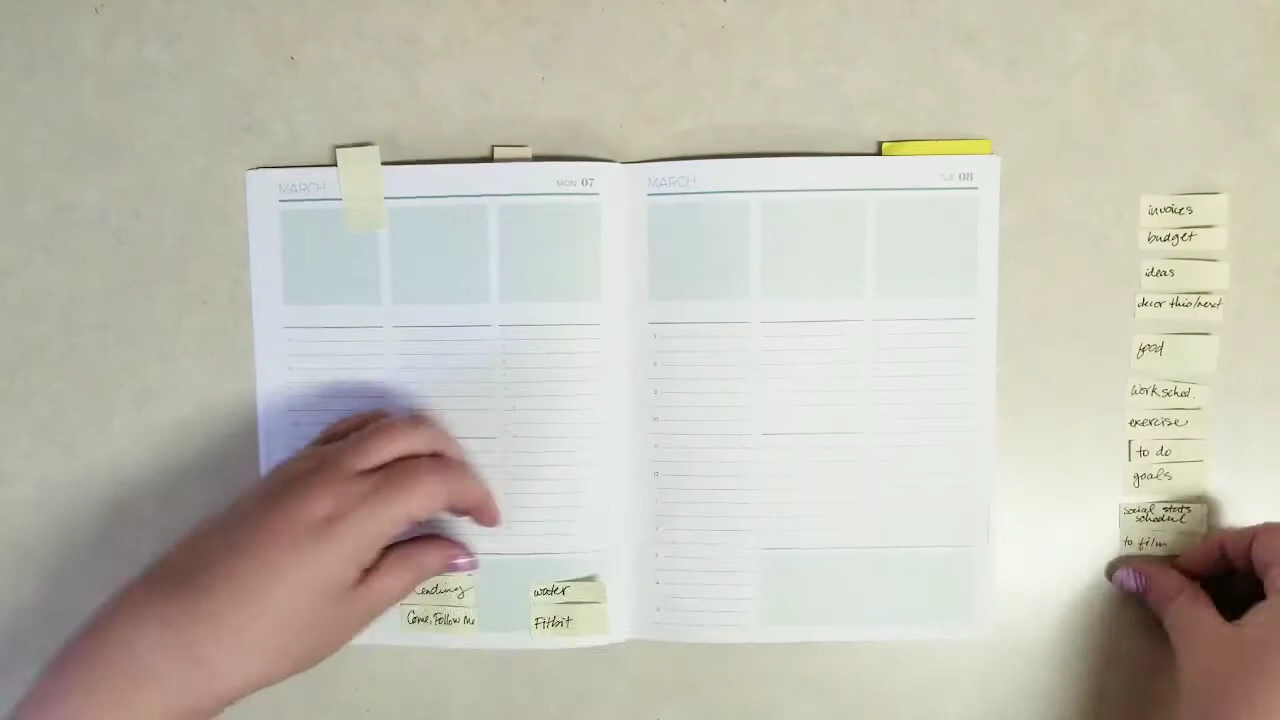 MARCH
MON 07
MARCH
TUE 08
invoices
budget
ideas
decor this/next
food
work sched.
exercise
to do
goals
social stats
schedul
to film
water
Come, Follow Me
Fitbit